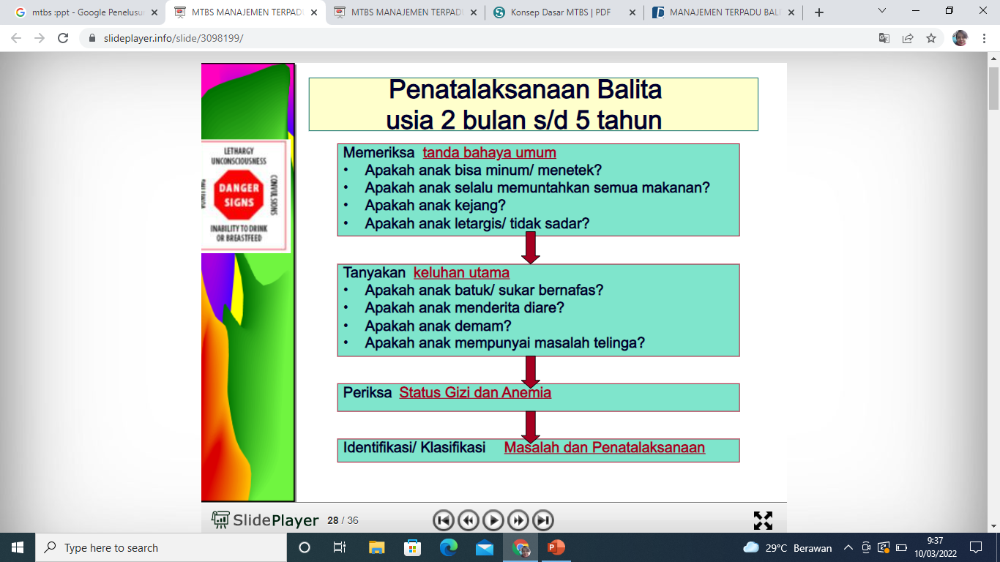 mtbs :ppt - Google Penelusu
MTBS MANAJEMEN TERPADU
MTBS MANAJEMEN TERPADU
Konsep Dasar MTBS | PDF
MANAJEMEN TERPADU BALI
slideplayer.info/slide/3098199/
Penatalaksanaan Balita
usia 2 bulan s/d 5 tahun
LETHARGY
UNCONSCIOUSNESS
DANGER
SIGNS
CONVULSIONS
INABILITY TO DRINK
OR BREASTFEED
Memeriksa tanda bahaya umum
• Apakah anak bisa minum/ menetek?
• Apakah anak selalu memuntahkan semua makanan?
• Apakah anak kejang?
• Apakah anak letargis/ tidak sadar?
Tanyakan keluhan utama
• Apakah anak batuk/ sukar bernafas?
• Apakah anak menderita diare?
• Apakah anak demam?
• Apakah anak mempunyai masalah telinga?
Periksa Status Gizi dan Anemia
Identifikasi/ Klasifikasi Masalah dan Penatalaksanaan
SlidePlayer 28 / 36
Type here to search
29°C Berawan
9:37
10/03/2022